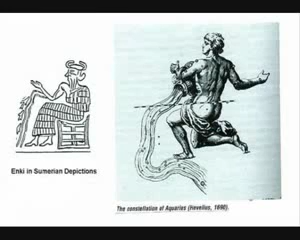 Enki in Sumerian Depictions
The constellation of Aquarius (Hevelius, 1690).